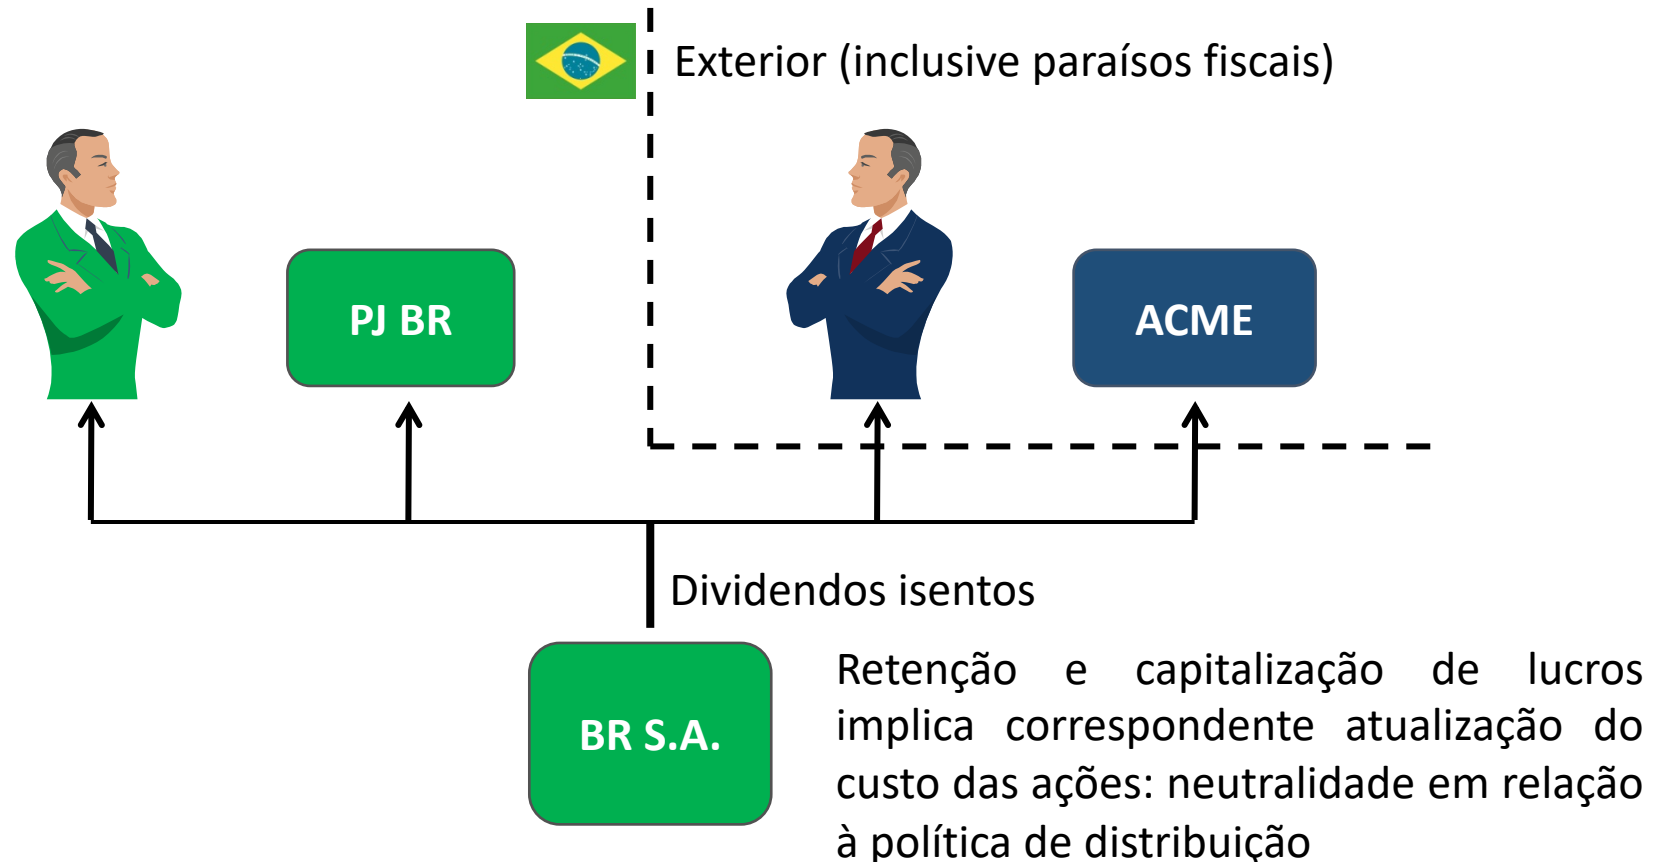 Exterior (inclusive paraísos fiscais)
PJ BR
ACME
Dividendos isentos
BR S.A.
Retenção e capitalização de lucros
implica correspondente atualização do
custo das ações: neutralidade em relação
à política de distribuição